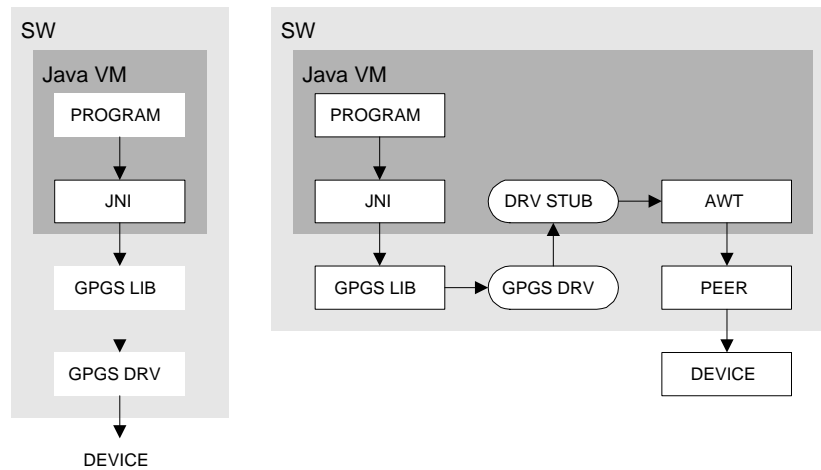 SW
Java VM
PROGRAM
JNI
GPGS LIB
GPGS DRV
DEVICE
SW
Java VM
PROGRAM
JNI
DRV STUB
AWT
GPGS LIB
GPGS DRV
PEER
DEVICE